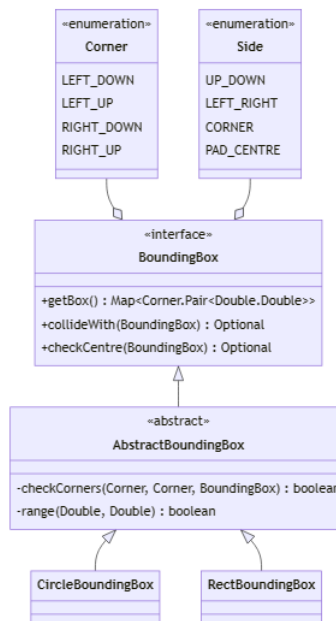 «enumeration»
Corner
LEFT_DOWN
LEFT_UP
RIGHT_DOWN
RIGHT_UP
«enumeration»
Side
UP_DOWN
LEFT_RIGHT
CORNER
PAD_CENTRE
«interface»
BoundingBox
+getBox() : Map<Corner.Pair<Double.Double>>
+collideWith(BoundingBox) : Optional
+checkCentre(BoundingBox) : Optional
«abstract»
AbstractBoundingBox
-checkCorners(Corner, Corner, BoundingBox) : boolean
-range(Double, Double) : boolean
CircleBoundingBox
RectBoundingBox